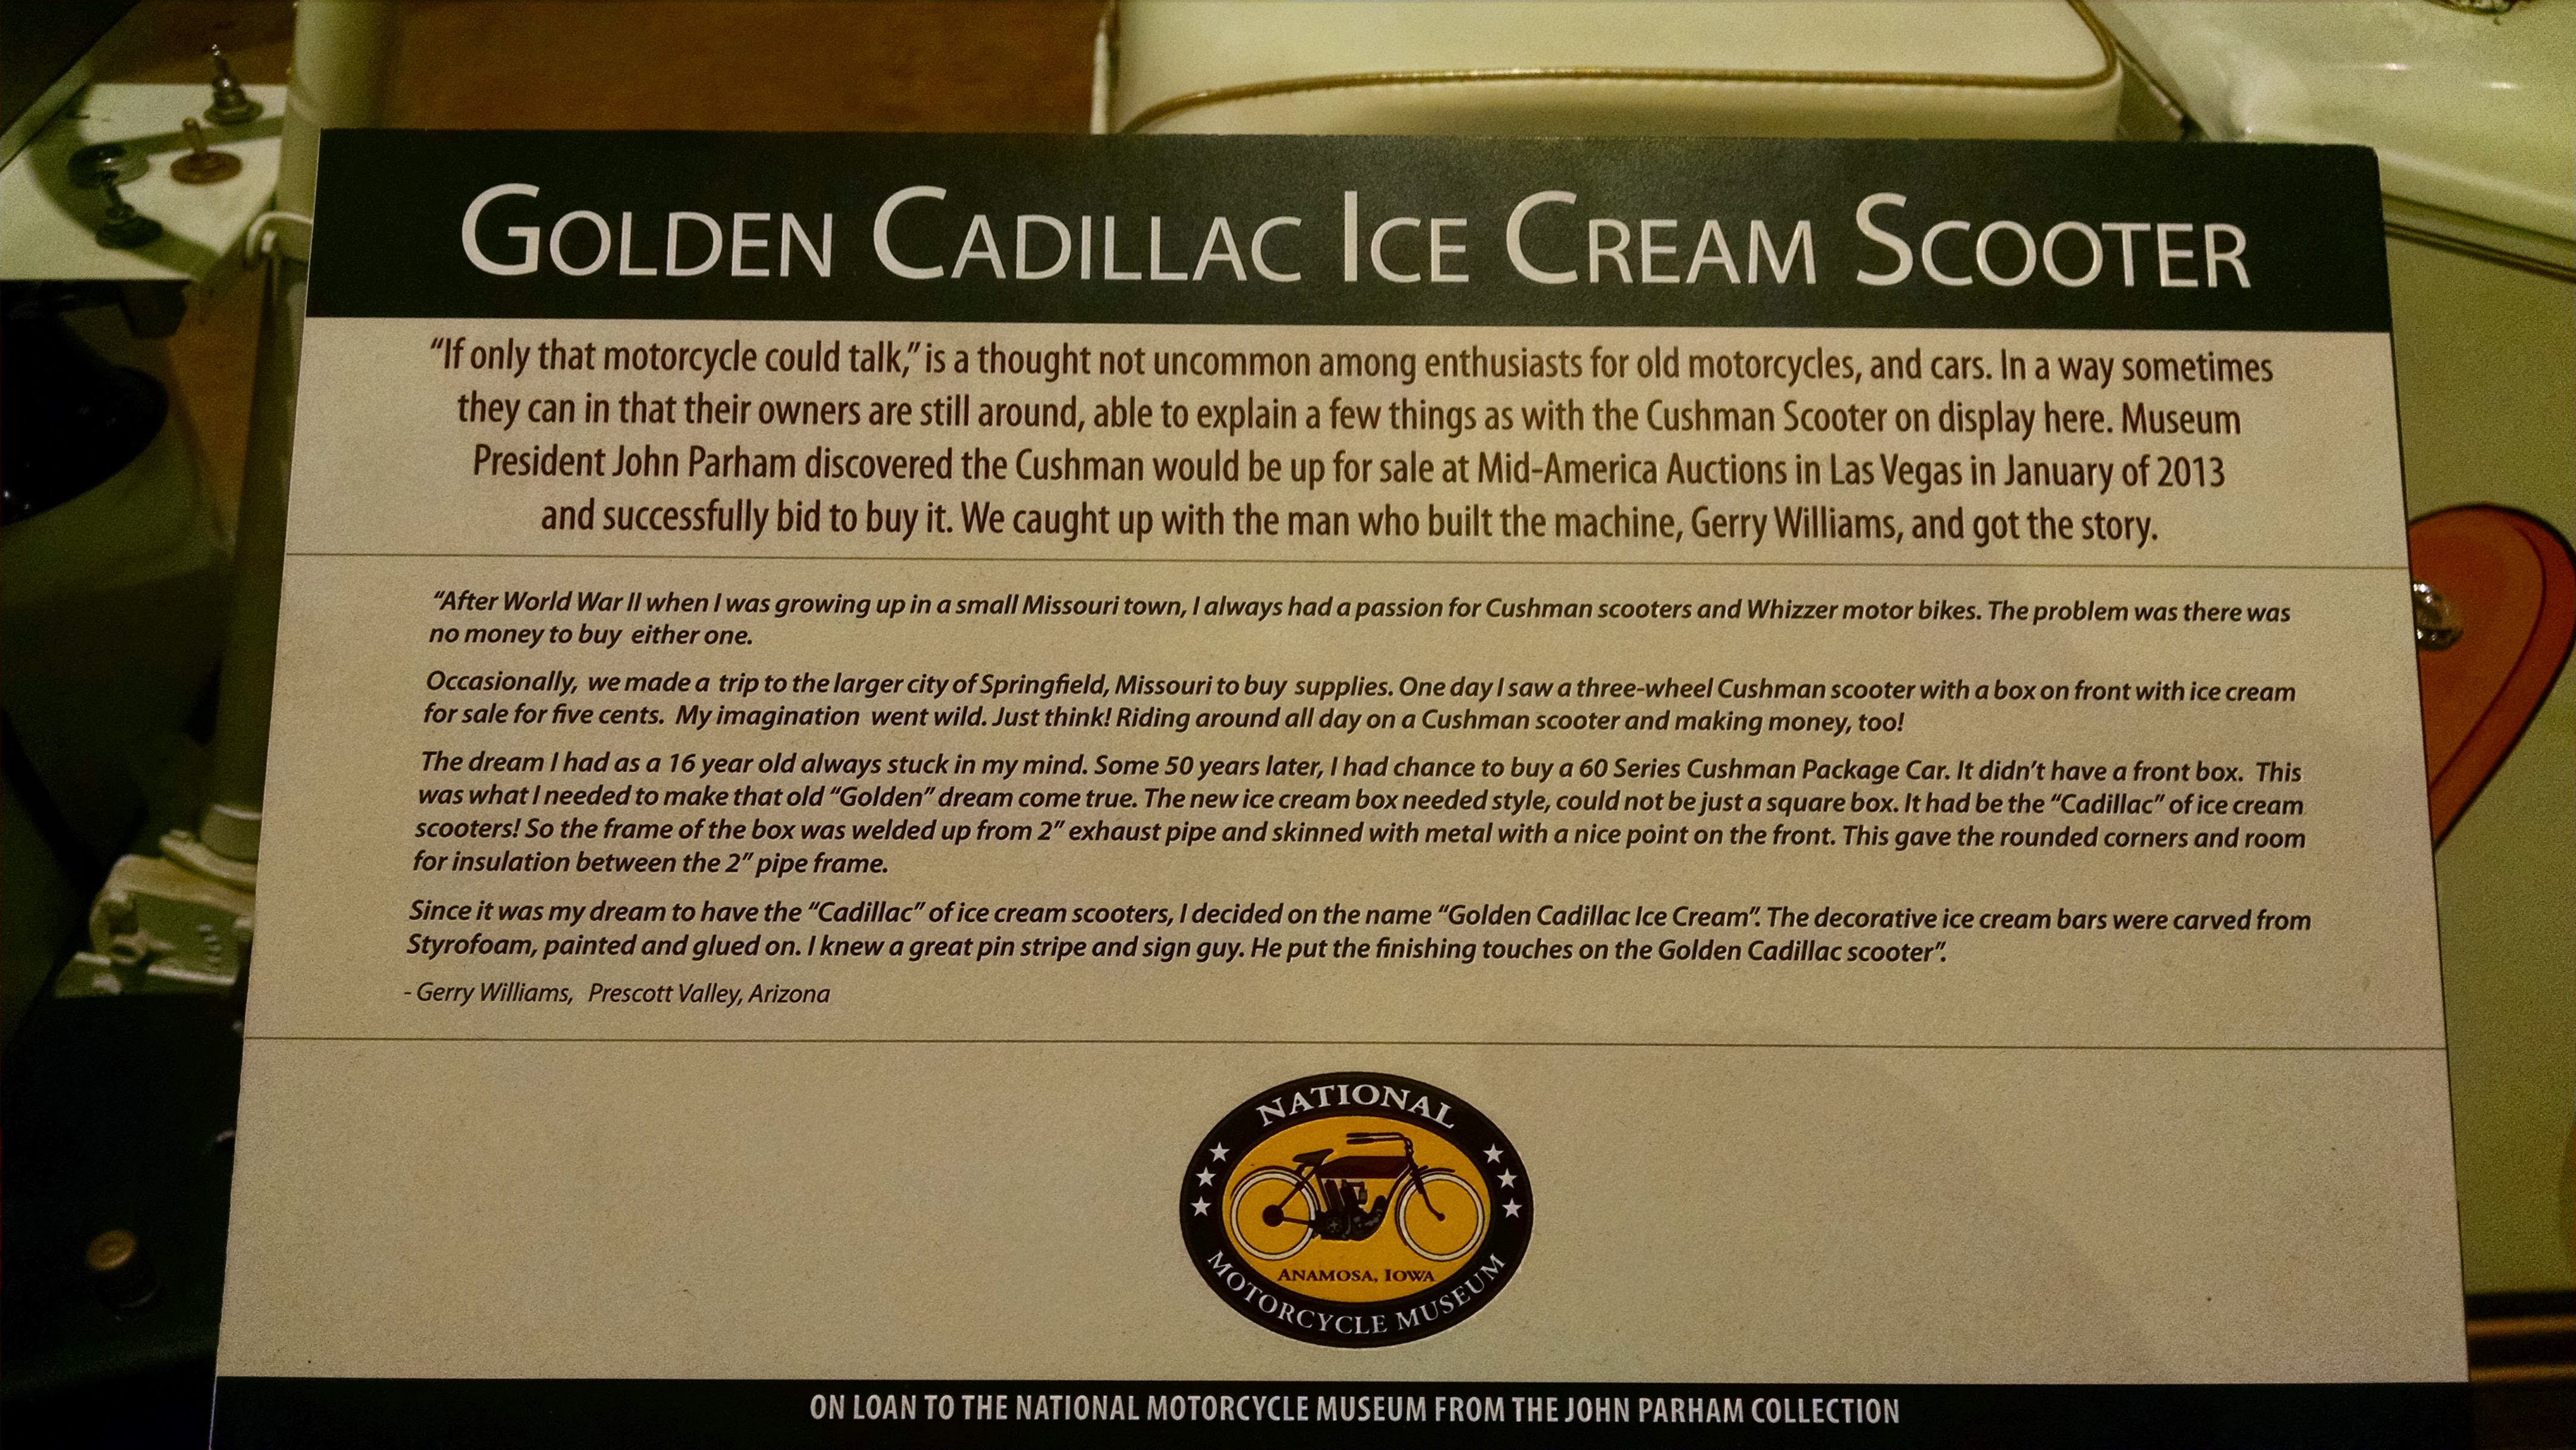 GOLDEN CADILLAC ICE CREAM SCOOTER
“If only that motorcycle could talk,” is a thought not uncommon among enthusiasts for old motorcycles, and cars. In a way sometimes
they can in that their owners are still around, able to explain a few things as with the Cushman Scooter on display here. Museum
President John Parham discovered the Cushman would be up for sale at Mid-America Auctions in Las Vegas in January of 2013
and successfully bid to buy it. We caught up with the man who built the machine, Gerry Williams, and got the story.
“After World War II when I was growing up in a small Missouri town, I always had a passion for Cushman scooters and Whizzer motor bikes. The problem was there was
no money to buy either one.
Occasionally, we made a trip to the larger city of Springfield, Missouri to buy supplies. One day I saw a three-wheel Cushman scooter with a box on front with ice cream
for sale for five cents. My imagination went wild. Just think! Riding around all day on a Cushman scooter and making money, too!
The dream I had as a 16 year old always stuck in my mind. Some 50 years later, I had chance to buy a 60 Series Cushman Package Car. It didn’t have a front box. This
was what I needed to make that old “Golden” dream come true. The new ice cream box needed style, could not be just a square box. It had be the “Cadillac” of ice cream
scooters! So the frame of the box was welded up from 2” exhaust pipe and skinned with metal with a nice point on the front. This gave the rounded corners and room
for insulation between the 2” pipe frame.
Since it was my dream to have the “Cadillac” of ice cream scooters, I decided on the name “Golden Cadillac Ice Cream”. The decorative ice cream bars were carved from
Styrofoam, painted and glued on. I knew a great pin stripe and sign guy. He put the finishing touches on the Golden Cadillac scooter”.
- Gerry Williams, Prescott Valley, Arizona
NATIONAL
ANAMOSA, IOWA
MOTORCYCLE MUSEUM
ON LOAN TO THE NATIONAL MOTORCYCLE MUSEUM FROM THE JOHN PARHAM COLLECTION